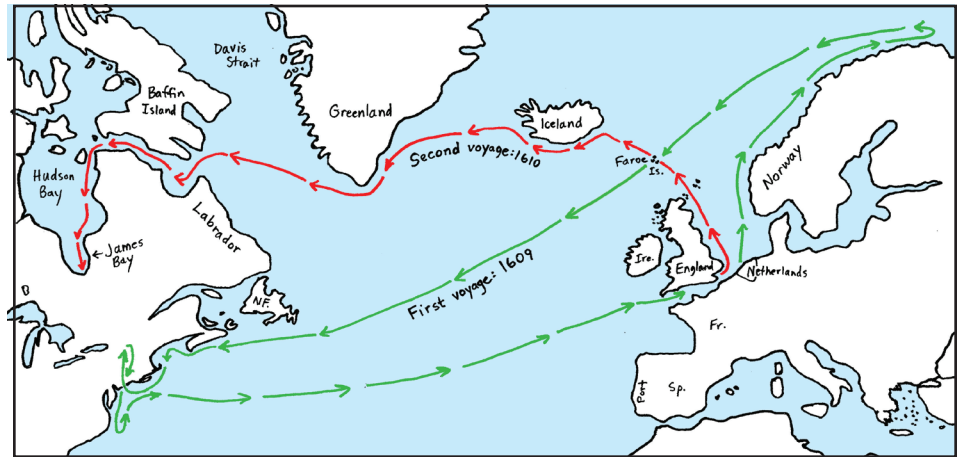 Davis
Strait
Baffin
Island
Greenland
Iceland
Second voyage: 1610
Faroe
Is.
Norway
Hudson
Bay
Labrador
← James
Bay
Ire.
England
Netherlands
First voyage: 1609
N.F.
Fr.
Port
Sp.